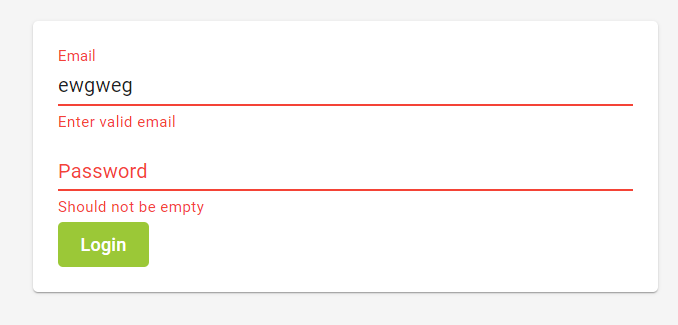 Email
ewgweg
Enter valid email
Password
Should not be empty
Login